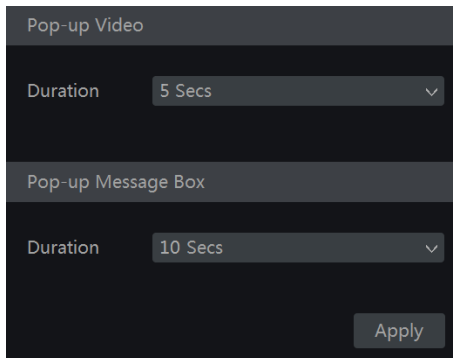 Pop-up Video
Duration 5 Secs
Pop-up Message Box
Duration 10 Secs
Apply